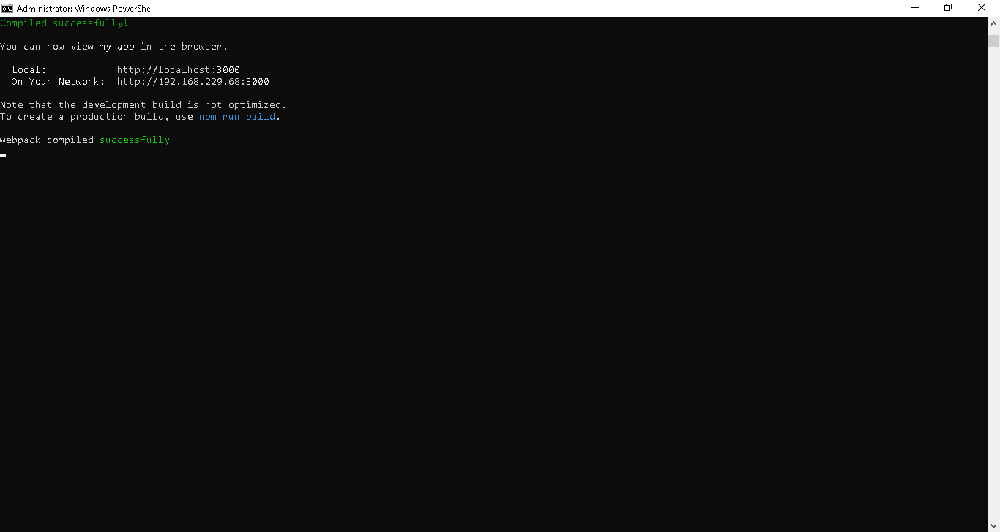 Administrator: Windows PowerShell
Compiled successfully!
You can now view my-app in the browser.
Local: http://localhost:3000
On Your Network: http://192.168.229.68:3000
Note that the development build is not optimized.
To create a production build, use npm run build.
webpack compiled successfully